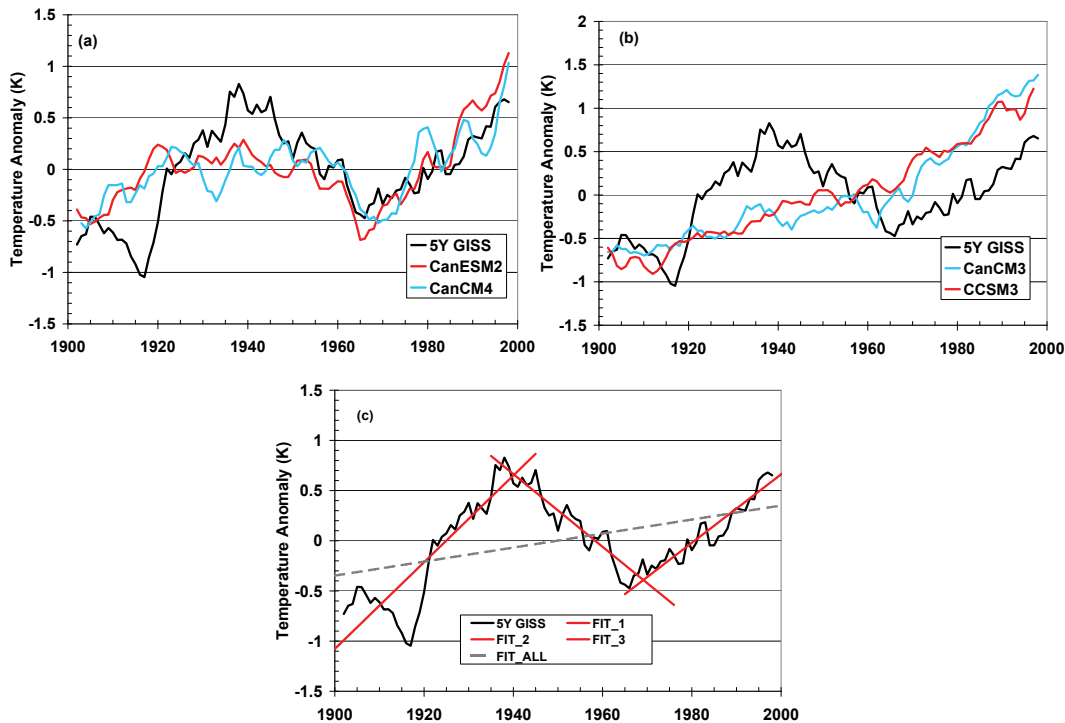 (a)
Temperature Anomaly (K)
1.5
1
0.5
0
-0.5
-1
-1.5
1900 1920 1940 1960 1980 2000
5Y GISS
CanESM2
CanCM4
(b)
Temperature Anomaly (K)
2
1.5
1
0.5
0
-0.5
-1
-1.5
1900 1920 1940 1960 1980 2000
5Y GISS
CanCM3
CCSM3
(c)
Temperature Anomaly (K)
1.5
1
0.5
0
-0.5
-1
-1.5
1900 1920 1940 1960 1980 2000
5Y GISS FIT_1
FIT_2 FIT_3
FIT_ALL